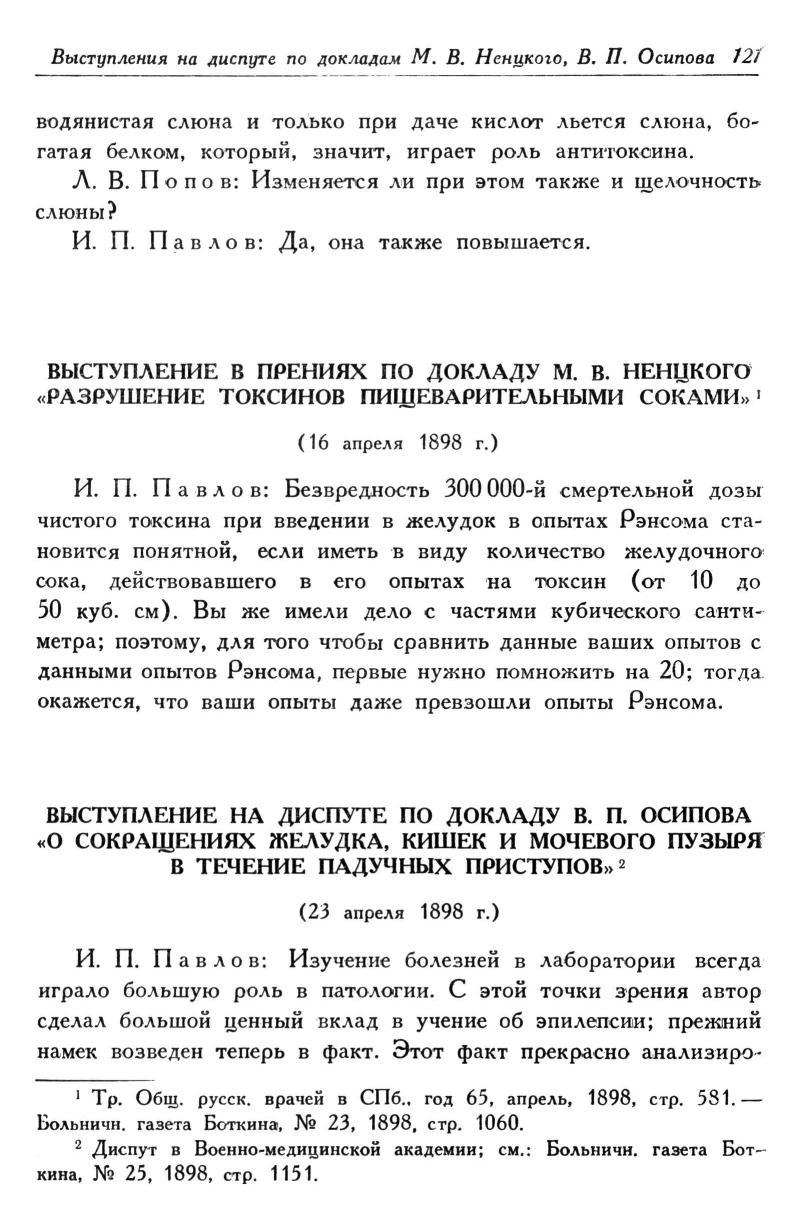 Выступления на диспуте по докладам М. В. Ненцкого, В. П. Осипова 121
водянистая слюна и только при даче кислот льется слюна, бо-
гатая белком, который, значит, играет роль антитоксина.
Л. В. Попов: Изменяется ли при этом также и щелочность
слюны?
И. П. Павлов: Да, она также повышается.
ВЫСТУПЛЕНИЕ В ПРЕНИЯХ ПО ДОКЛАДУ М. В. НЕНЦКОГО
«РАЗРУШЕНИЕ ТОКСИНОВ ПИЩЕВАРИТЕЛЬНЫМИ СОКАМИ» 1
(16 апреля 1898 г.)
И. П. Павлов: Безвредность 300 000-й смертельной дозы
чистого токсина при введении в желудок в опытах Рэнсома ста-
новится понятной, если иметь в виду количество желудочного
сока, действовавшего в его опытах на токсин (от 10 до
50 куб. см). Вы же имели дело с частями кубического санти-
метра; поэтому, для того чтобы сравнить данные ваших опытов с
данными опытов Рэнсома, первые нужно помножить на 20; тогда
окажется, что ваши опыты даже превзошли опыты Рэнсома.
ВЫСТУПЛЕНИЕ НА ДИСПУТЕ ПО ДОКЛАДУ В. П. ОСИПОВА
«О СОКРАЩЕНИЯХ ЖЕЛУДКА, КИШЕК И МОЧЕВОГО ПУЗЫРЯ
В ТЕЧЕНИЕ ПАДУЧНЫХ ПРИСТУПОВ» 2
(23 апреля 1898 г.)
И. П. Павлов: Изучение болезней в лаборатории всегда
играло большую роль в патологии. С этой точки зрения автор
сделал большой ценный вклад в учение об эпилепсии; прежний
намек возведен теперь в факт. Этот факт прекрасно анализиро-
1 Тр. Общ. русск. врачей в СПб., год 65, апрель, 1898, стр. 581. —
Больничн. газета Боткина, № 23, 1898, стр. 1060.
2 Диспут в Военно-медицинской академии; см.: Больничн. газета Бот-
кина, № 25, 1898, стр. 1151.